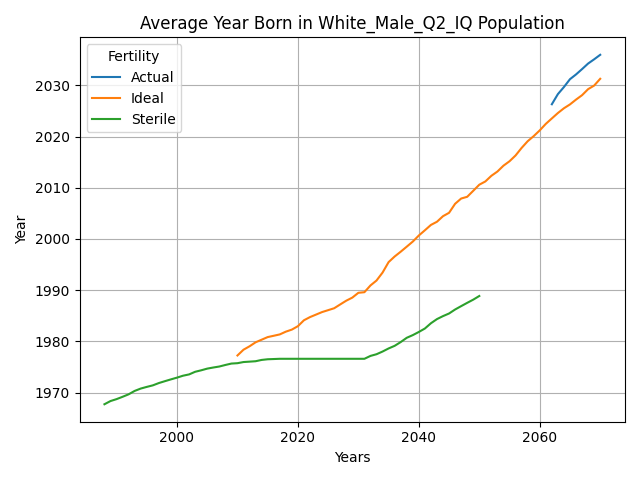 Average Year Born in White_Male_Q2_IQ Population
Fertility
Actual
Ideal
Sterile
Year
2030
2020
2010
2000
1990
1980
1970
2000 2020 2040 2060
Years